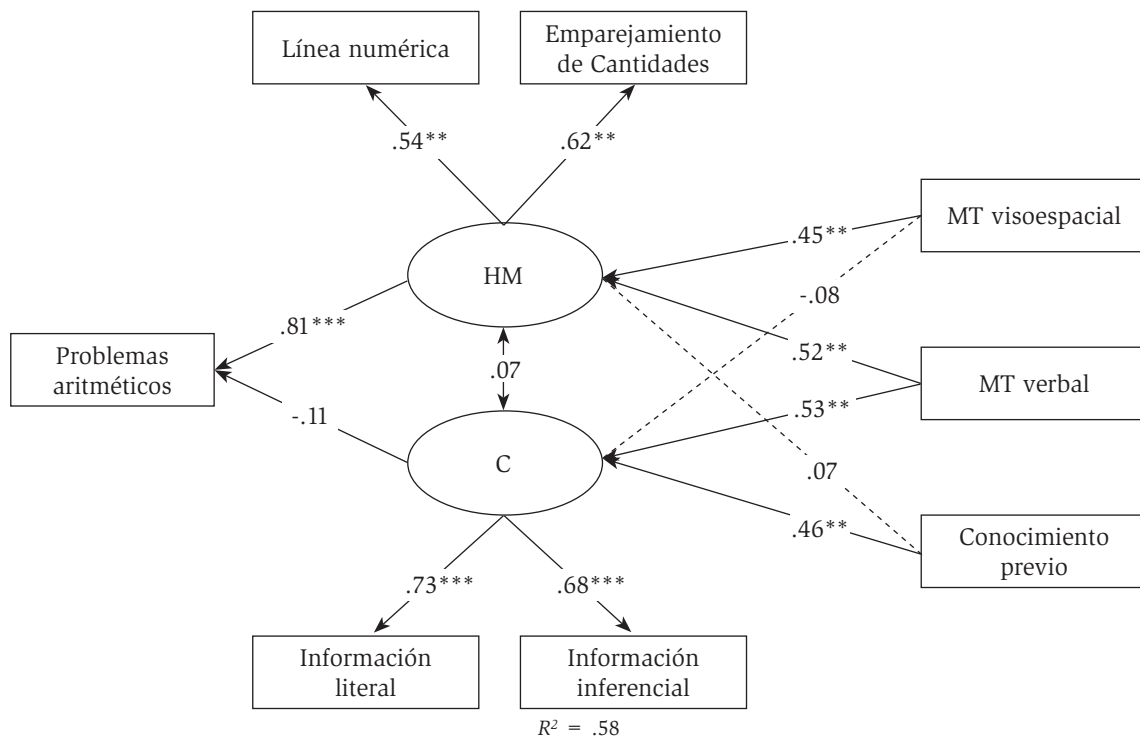 Línea numérica
Emparejamiento
de Cantidades
.54**
.62**
MT visoespacial
.45**
HM
-.08
.81***
Problemas
aritméticos
.07
.52**
MT verbal
.53**
-.11
C
.07
.46**
Conocimiento
previo
.73***
.68***
Información
literal
Información
inferencial
R² = .58